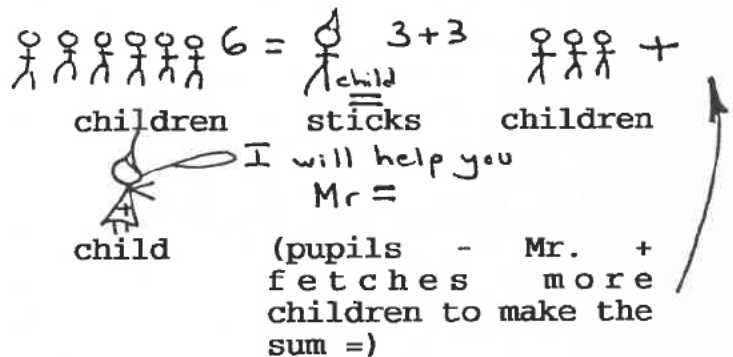 6 = 3+3 +
child
=
children sticks children
I will help you
Mr =
+
child
(pupils - Mr. +
fetches more
children to make the
sum =)